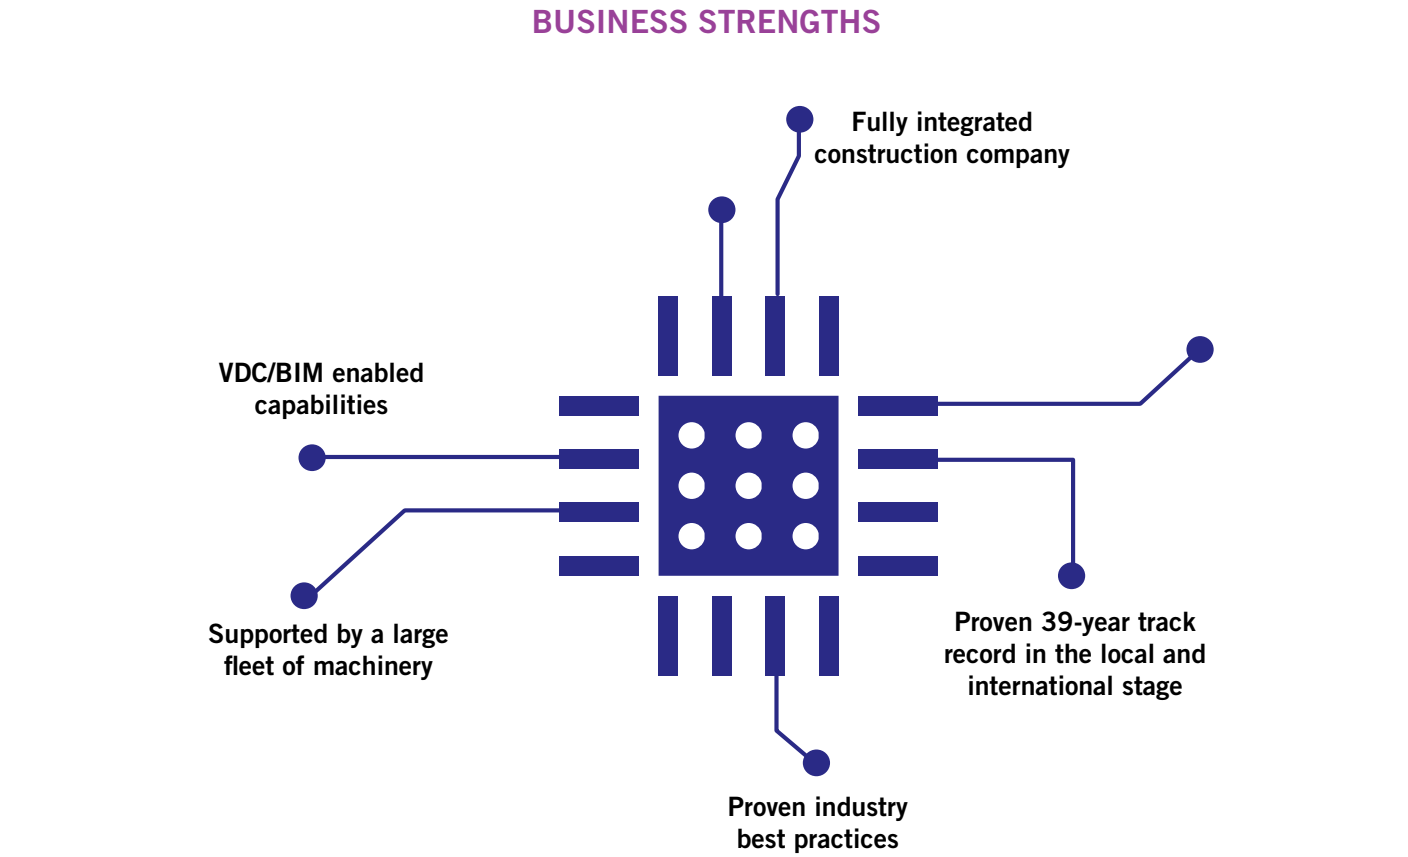 BUSINESS STRENGTHS
Fully integrated
construction company
VDC/BIM enabled
capabilities
Supported by a large
fleet of machinery
Proven 39-year track
record in the local and
international stage
Proven industry
best practices